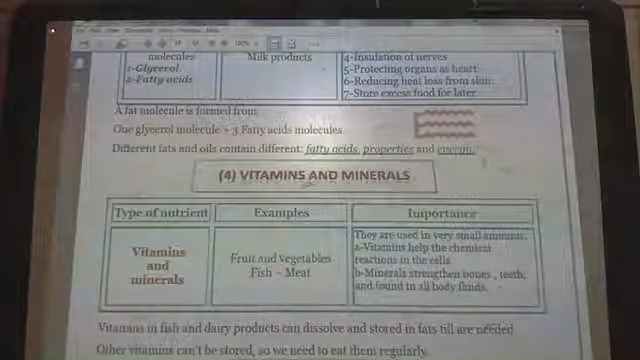 molecules
1-Glycerol
2-Fatty acids
Milk products
4-Insulation of nerves
5-Protecting organs as heart
6-Reducing heat loss from skin
7-Store excess food for later
A fat molecule is formed from
One glycerol molecule + 3 Fatty acids molecules
Different fats and oils contain different: fatty acids, properties and energy.
(4) VITAMINS AND MINERALS
Type of nutrient
Examples
Importance
Vitamins
and
minerals
Fruit and vegetables
Fish – Meat
They are used in very small amounts.
a-Vitamins help the chemical
reactions in the cells
b-Minerals strengthen bones , teeth,
and found in all body fluids.
Vitamins in fish and dairy products can dissolve and stored in fats till are needed
Other vitamins can't be stored, so we need to eat them regularly